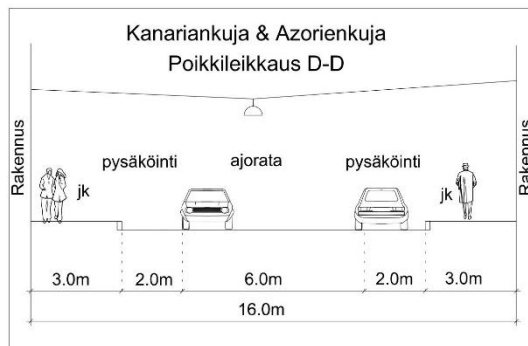 Kanariankuja & Azorienkuja
Poikkileikkaus D-D
Rakennus
Rakennus
pysäköinti
ajorata
pysäköinti
jk
jk
3.0m
2.0m
6.0m
2.0m
3.0m
16.0m